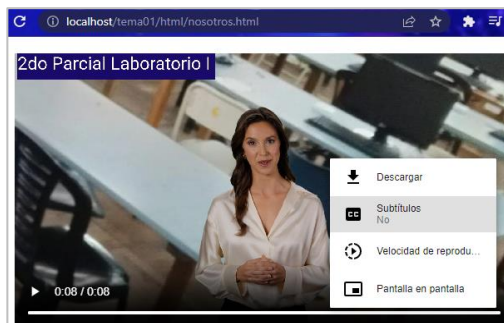 localhost/tema01/html/nosotros.html
2do Parcial Laboratorio I
Descargar
CC Subtítulos
No
Velocidad de reprodu...
Pantalla en pantalla
0:08 / 0:08